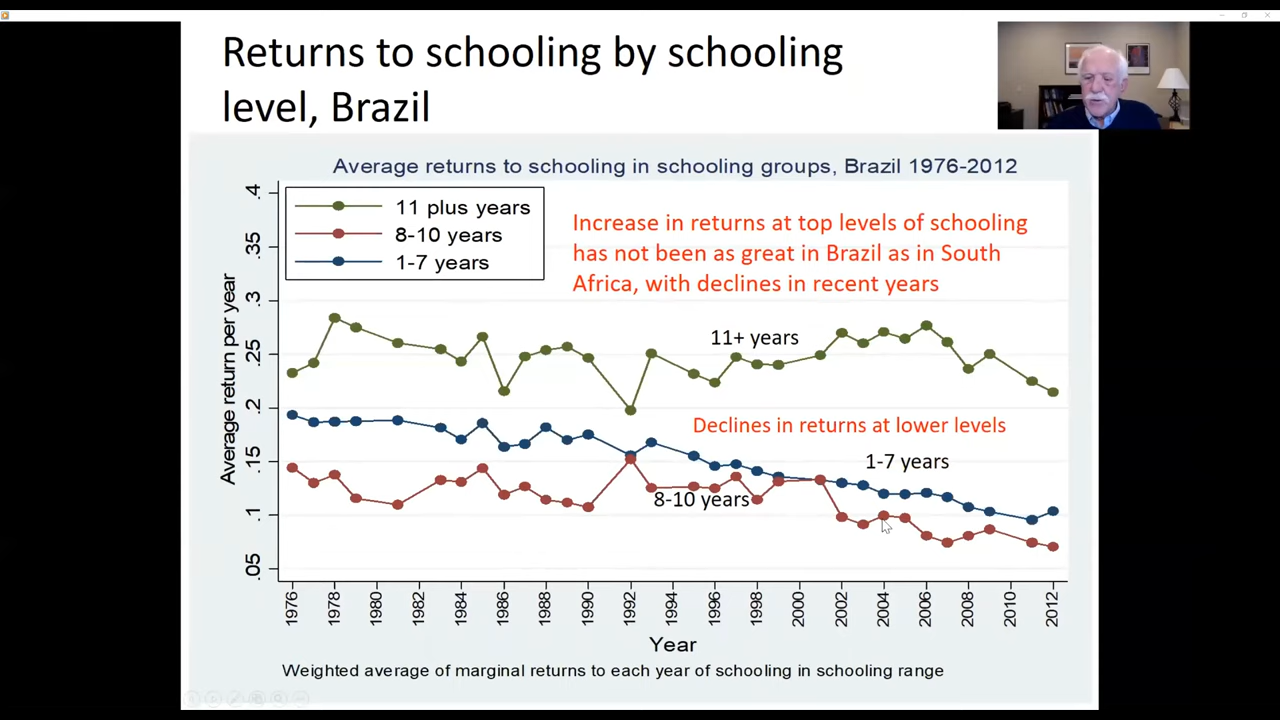 Returns to schooling by schooling
level, Brazil
Average returns to schooling in schooling groups, Brazil 1976-2012
11 plus years
8-10 years
1-7 years
Increase in returns at top levels of schooling
has not been as great in Brazil as in South
Africa, with declines in recent years
11+ years
Declines in returns at lower levels
1-7 years
8-10 years
Average return per year
.4
.35
.3
.25
.2
.15
.1
.05
1976
1978
1980
1982
1984
1986
1988
1990
1992
1994
1996
1998
2000
2002
2004
2006
2008
2010
2012
Year
Weighted average of marginal returns to each year of schooling in schooling range